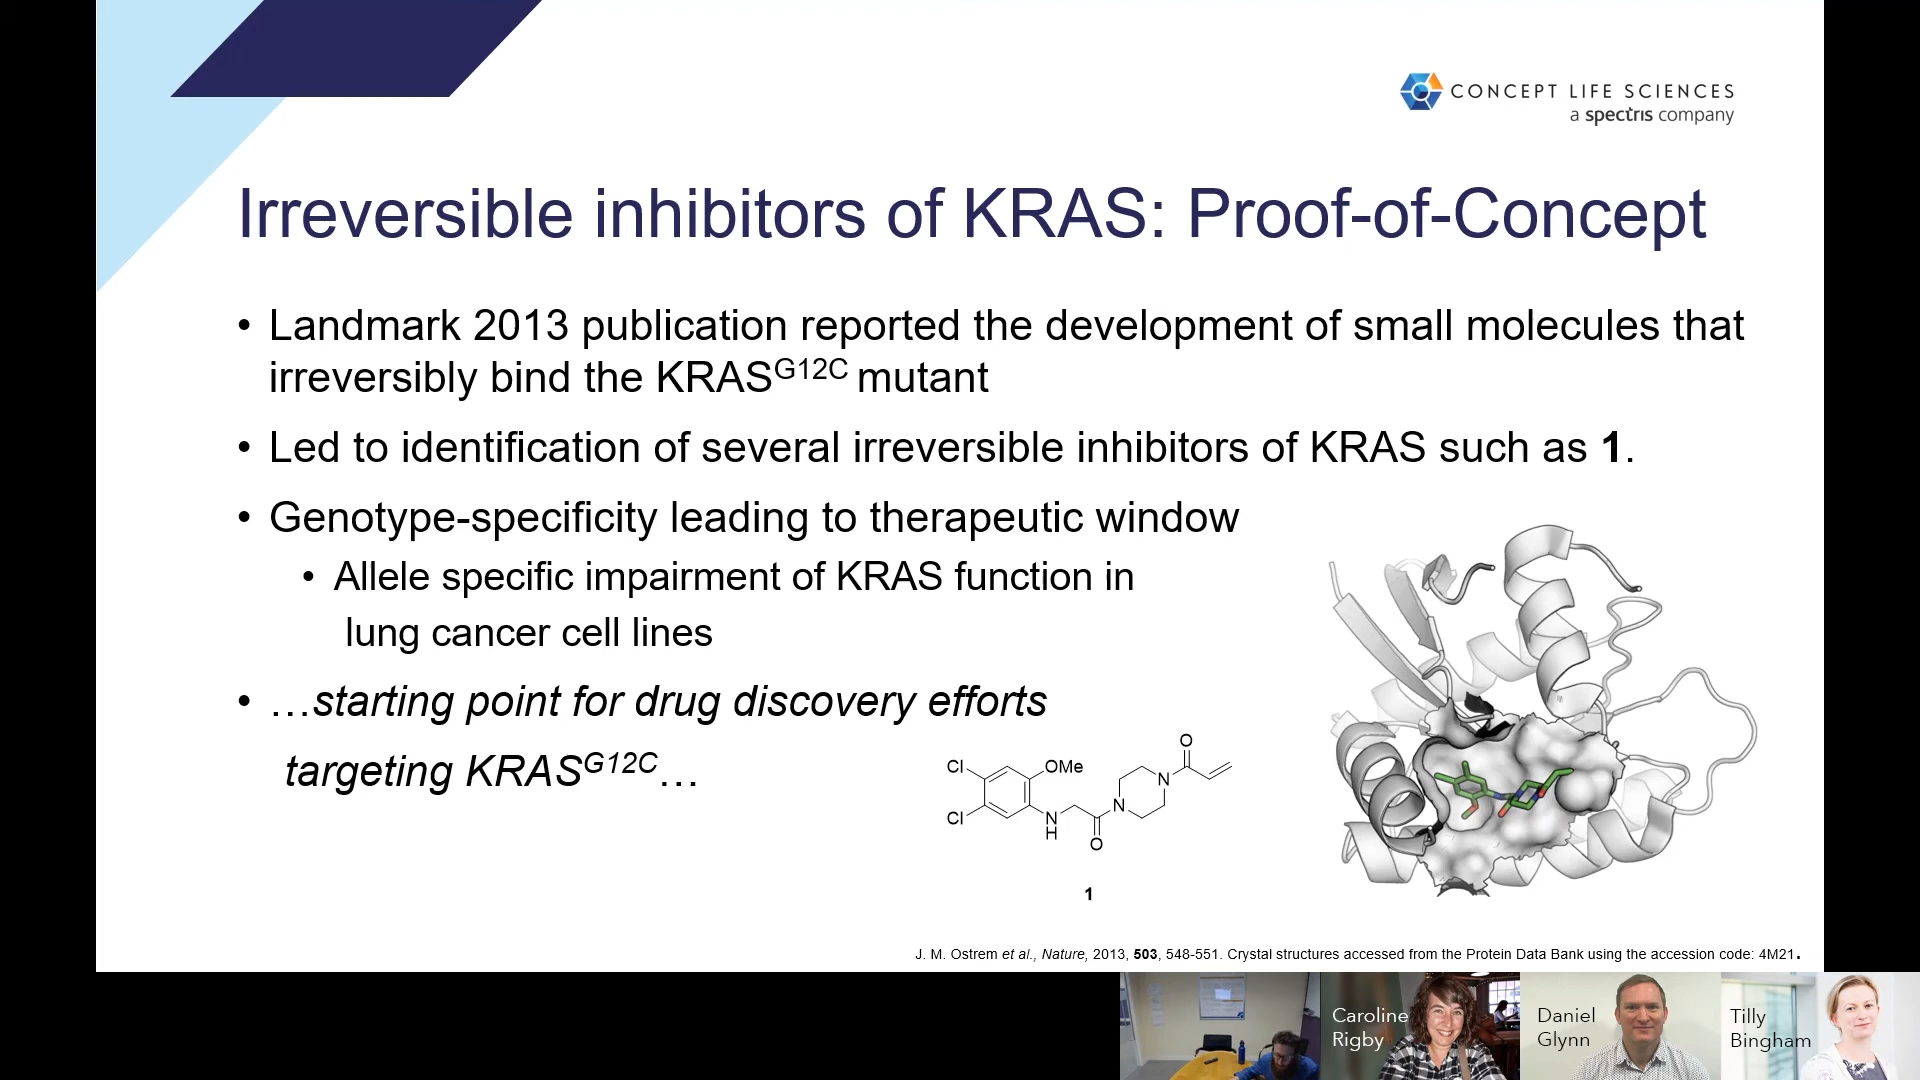 CONCEPT LIFE SCIENCES
a spectris company
Irreversible inhibitors of KRAS: Proof-of-Concept
• Landmark 2013 publication reported the development of small molecules that
irreversibly bind the KRASG12C mutant
• Led to identification of several irreversible inhibitors of KRAS such as 1.
• Genotype-specificity leading to therapeutic window
• Allele specific impairment of KRAS function in
lung cancer cell lines
• …starting point for drug discovery efforts
targeting KRASG12C…
O
Cl
OMe
N
N
Cl
N
H
O
1
J. M. Ostrem et al., Nature, 2013, 503, 548-551. Crystal structures accessed from the Protein Data Bank using the accession code: 4M21.
Caroline
Rigby
Daniel
Glynn
Tilly
Bingham